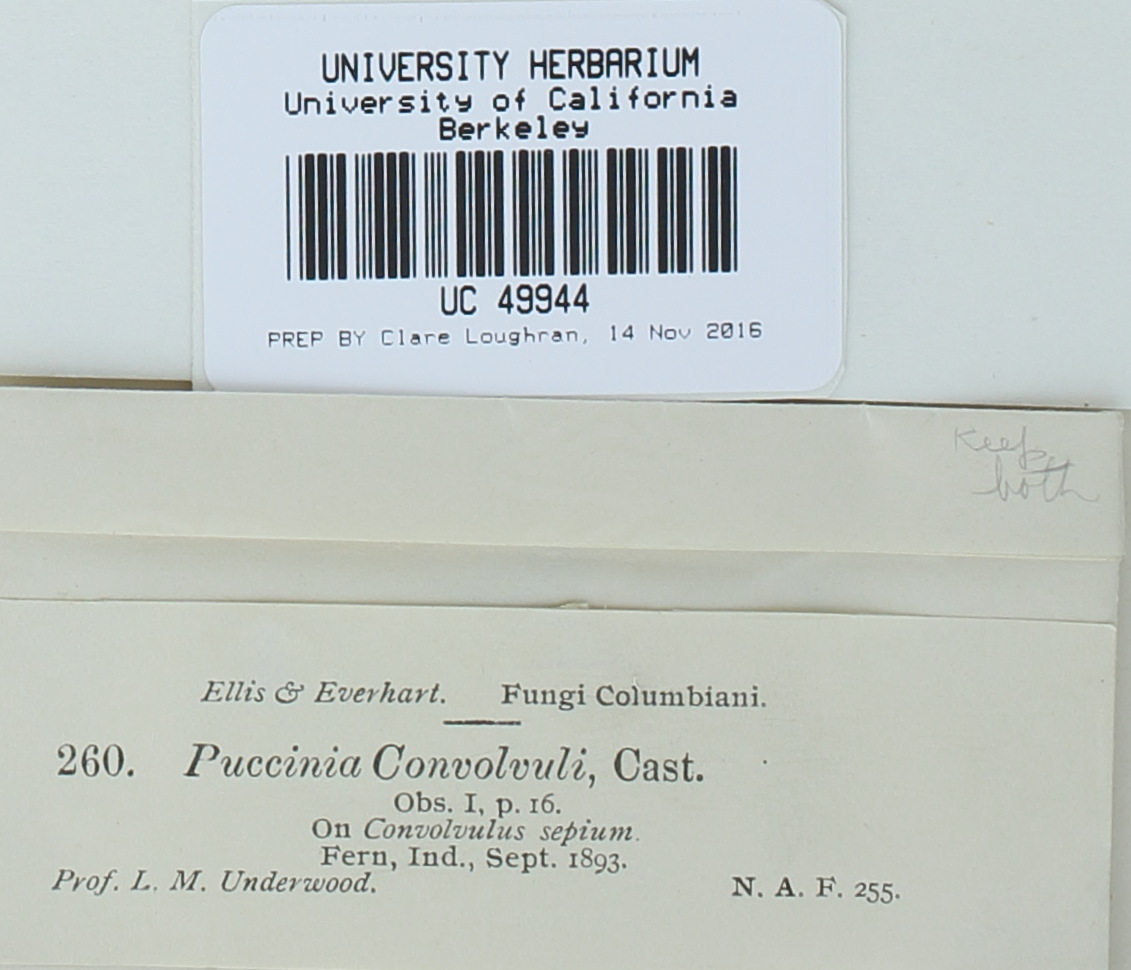 UNIVERSITY HERBARIUM
University of California
Berkeley
UC 49944
PREP BY Clare Loughran, 14 Nov 2016
Keep
both
Ellis & Everhart. Fungi Columbiani.
260. Puccinia Convolvuli, Cast.
Obs. I, p. 16.
On Convolvulus sepium.
Fern, Ind., Sept. 1893.
Prof. L. M. Underwood. N. A. F. 255.